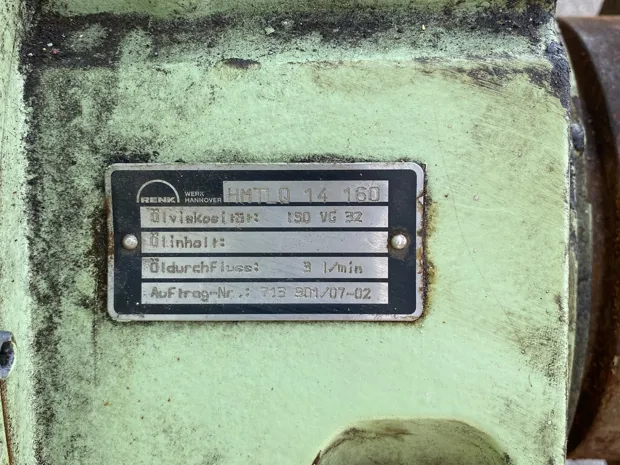 RENK
WERK
HANNOVER
HMTLQ 14 160
Ölviskosität: ISO VG 32
Ölinhalt:
Öldurchfluss: 3 l/min
Auftrag-Nr.: 713 901/07-02